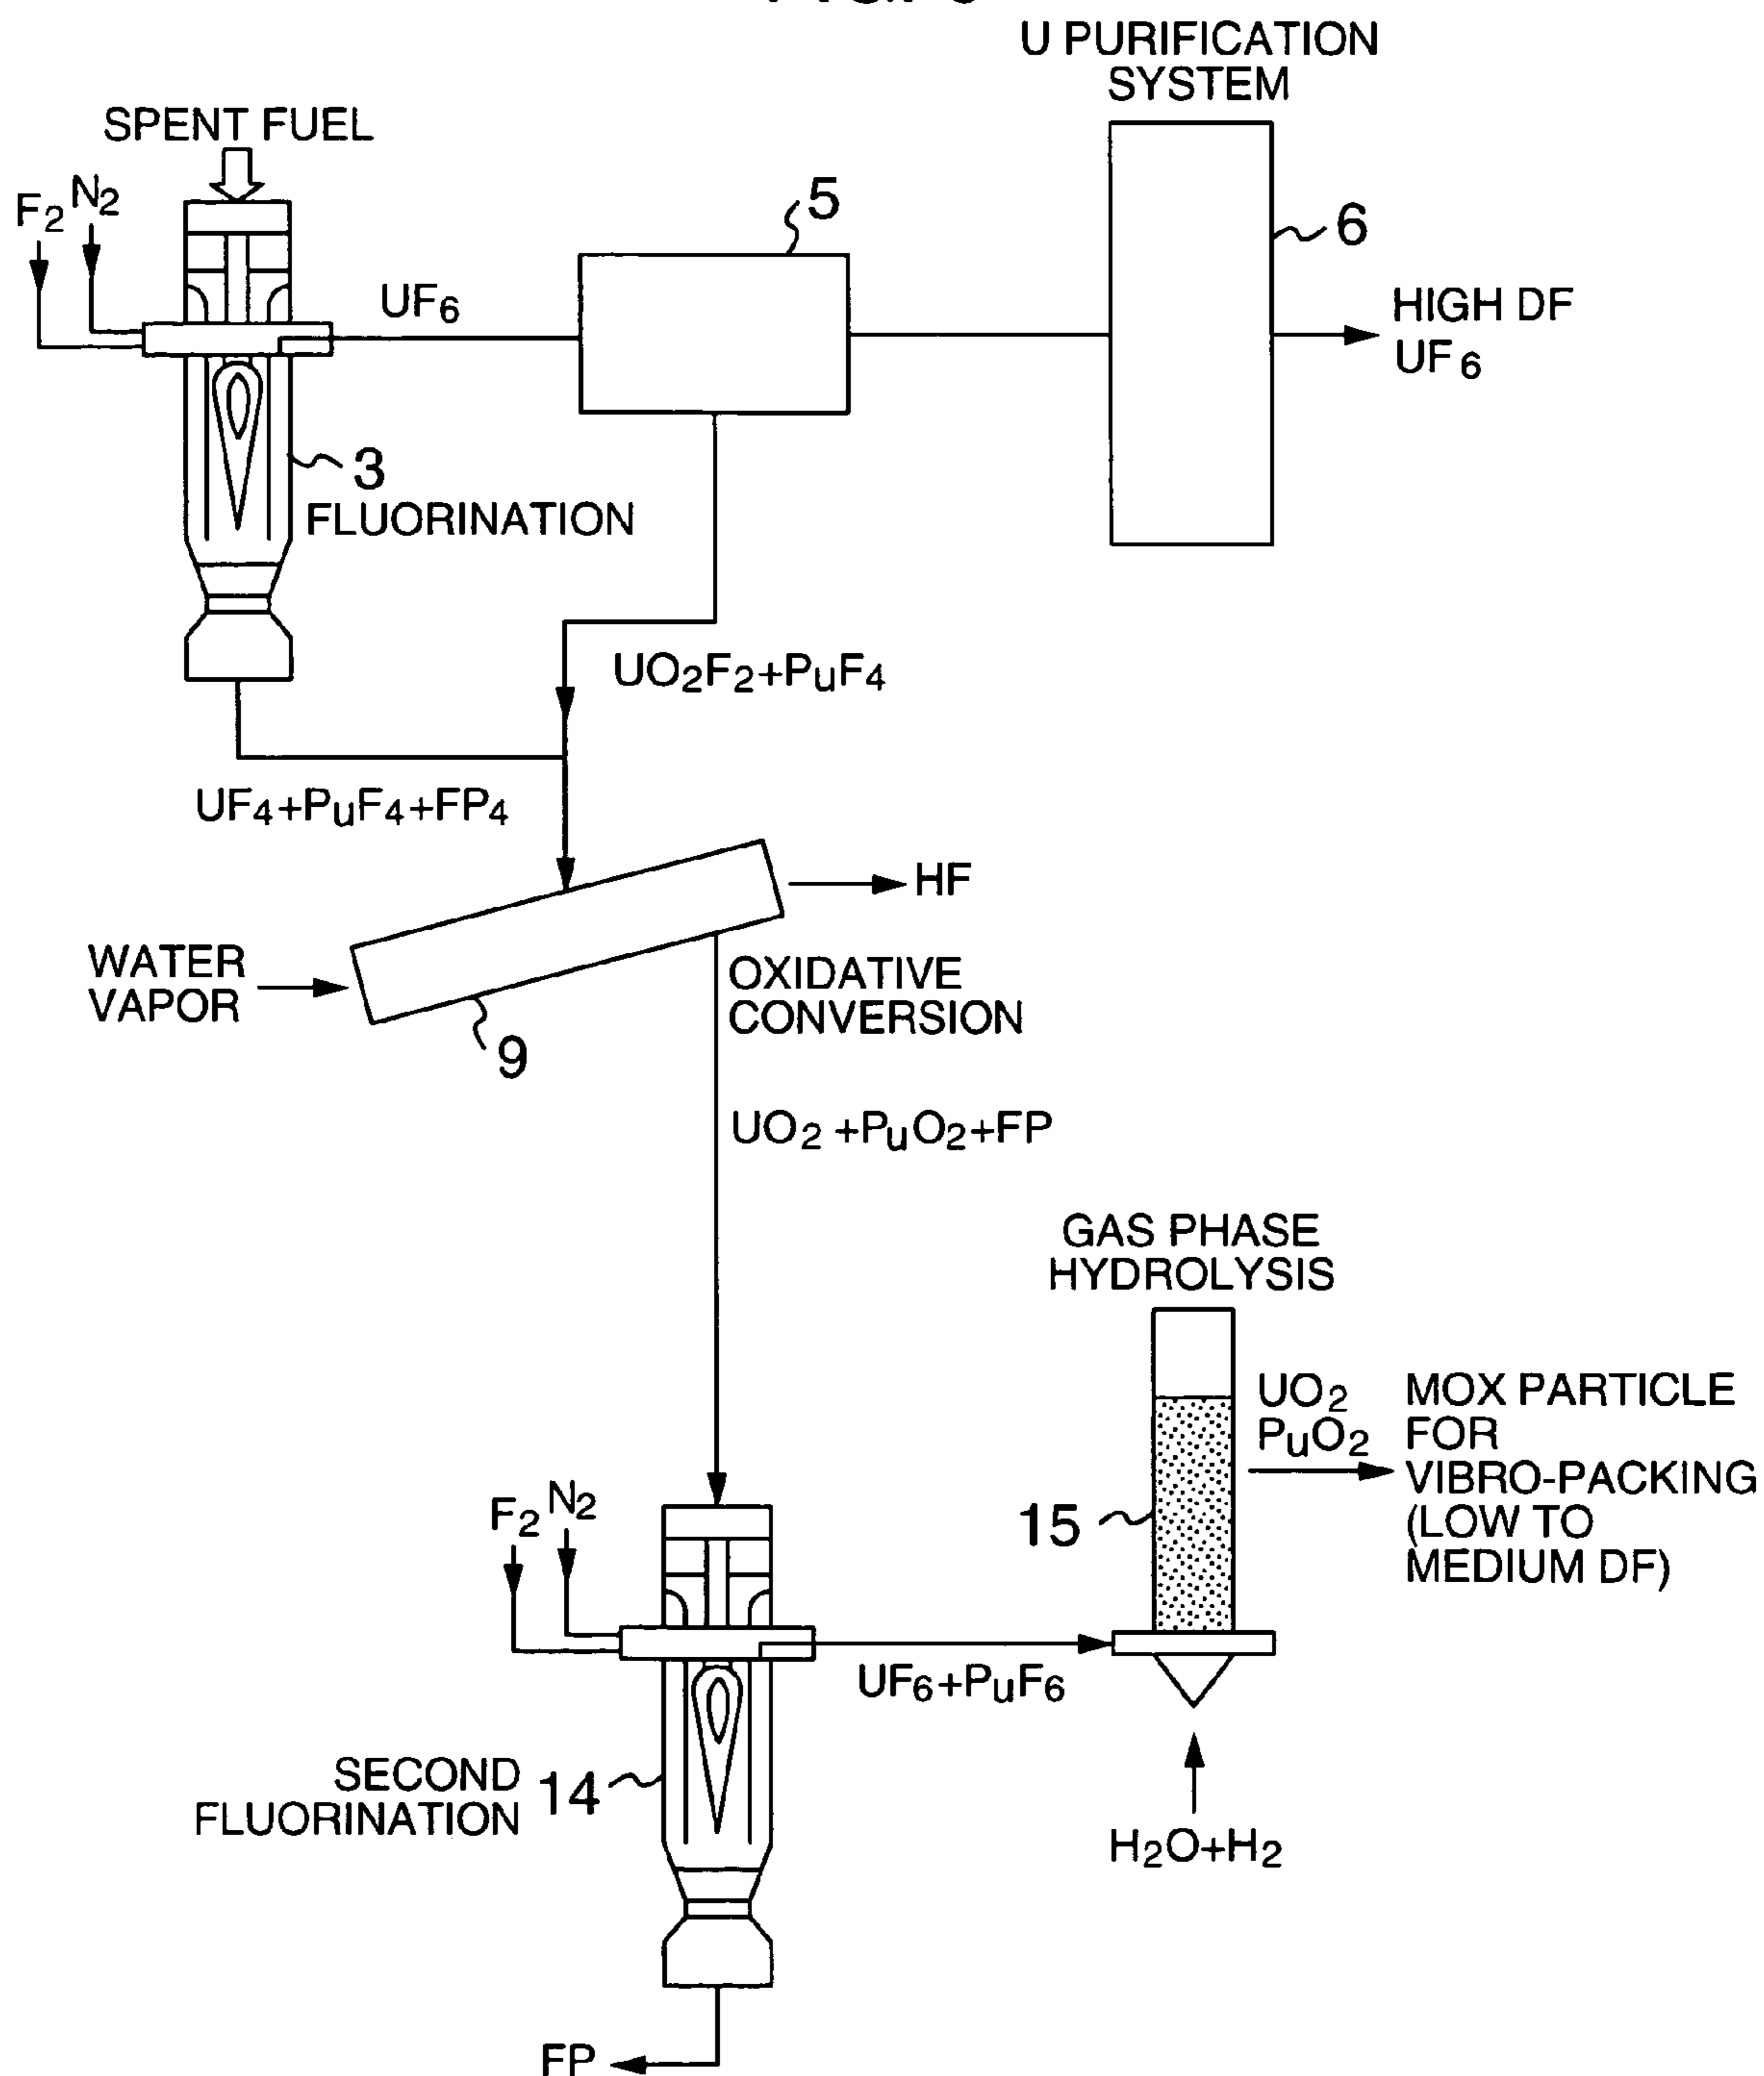 U PURIFICATION
SYSTEM
SPENT FUEL
F2 N2
5
6
UF6
HIGH DF
UF6
3
FLUORINATION
UO2F2+PuF4
UF4+PuF4+FP4
HF
WATER
VAPOR
OXIDATIVE
CONVERSION
9
UO2+PuO2+FP
GAS PHASE
HYDROLYSIS
UO2
PuO2
MOX PARTICLE
FOR
VIBRO-PACKING
(LOW TO
MEDIUM DF)
15
F2 N2
UF6+PuF6
SECOND
FLUORINATION
14
H2O+H2
FP